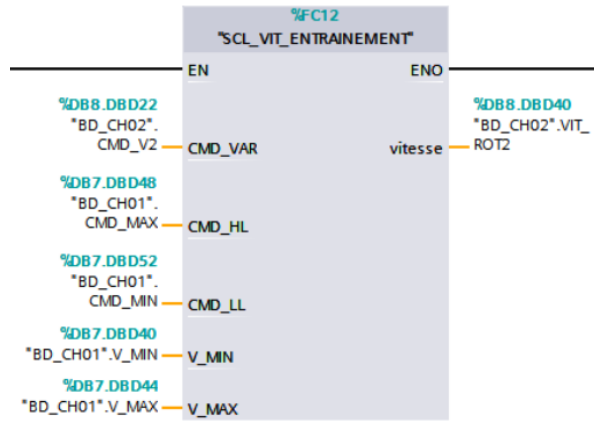 %FC12
"SCL_VIT_ENTRAINEMENT"
EN ENO
%DB8.DBD22
"BD_CH02".
CMD_V2
CMD_VAR
vitesse
%DB8.DBD40
"BD_CH02".VIT_
ROT2
%DB7.DBD48
"BD_CH01".
CMD_MAX
CMD_HL
%DB7.DBD52
"BD_CH01".
CMD_MIN
CMD_LL
%DB7.DBD40
"BD_CH01".V_MIN
V_MIN
%DB7.DBD44
"BD_CH01".V_MAX
V_MAX